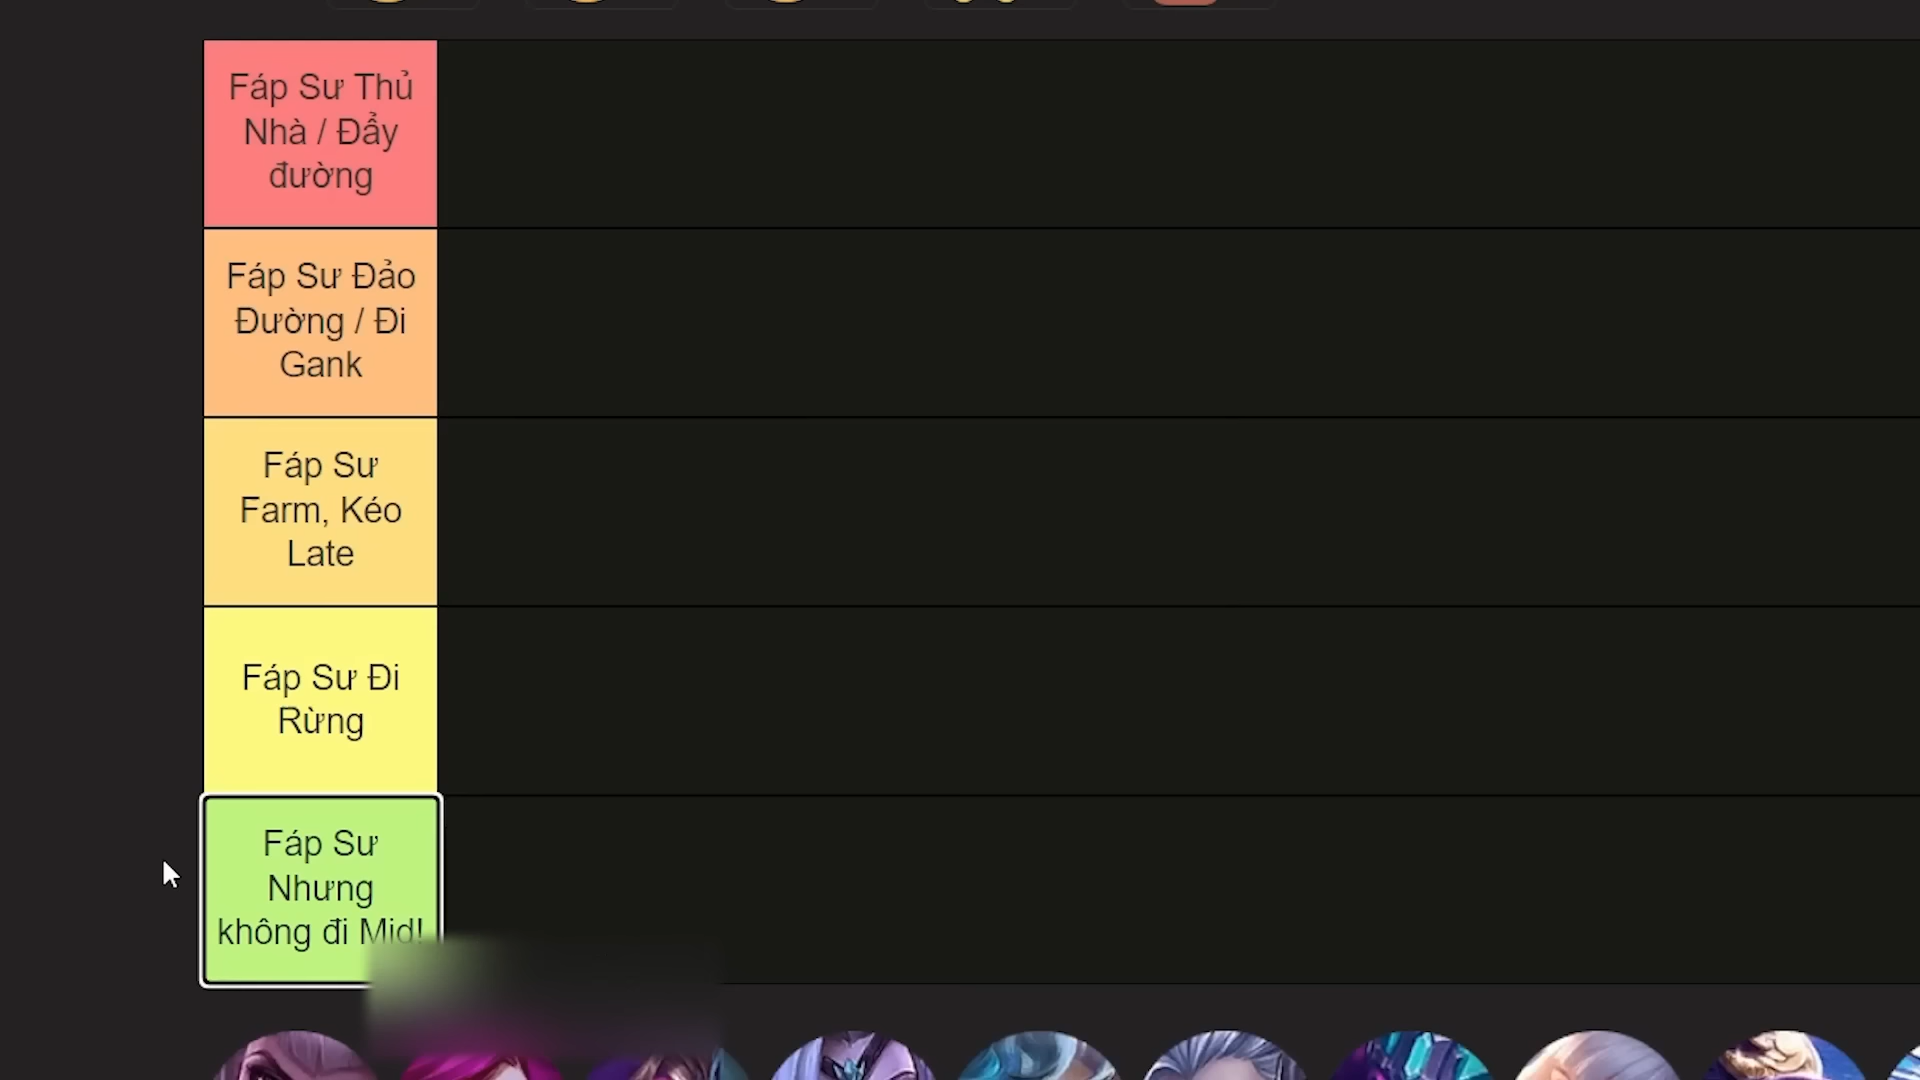 Fáp Sư Thủ
Nhà / Đẩy
đường
Fáp Sư Đảo
Đường / Đi
Gank
Fáp Sư
Farm, Kéo
Late
Fáp Sư Đi
Rừng
Fáp Sư
Nhưng
không đi Mid!